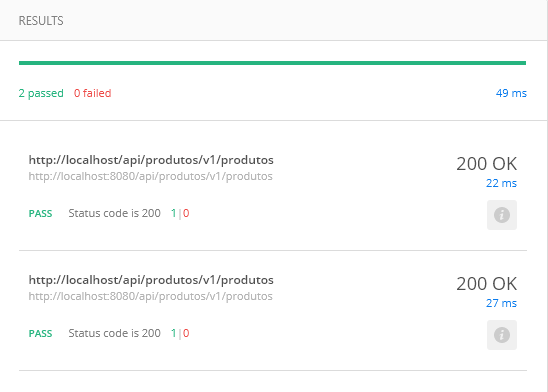 RESULTS
2 passed 0 failed 49 ms
http://localhost/api/produtos/v1/produtos 200 OK
http://localhost:8080/api/produtos/v1/produtos 22 ms
PASS Status code is 200 1|0
http://localhost/api/produtos/v1/produtos 200 OK
http://localhost:8080/api/produtos/v1/produtos 27 ms
PASS Status code is 200 1|0